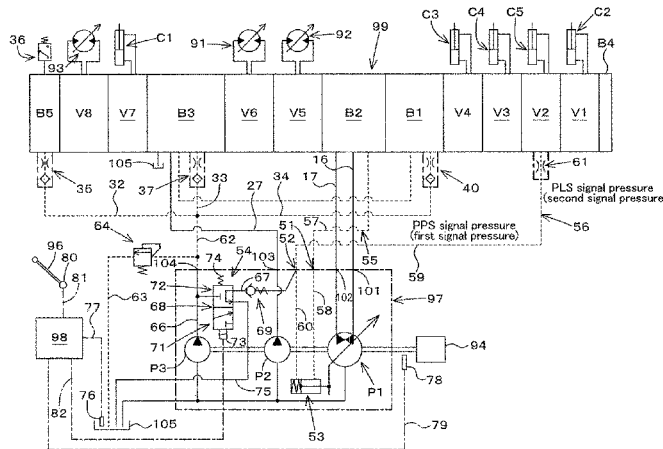 36
93
C1
91
92
99
C3
C4
C5
C2
B4
B5
V8
V7
B3
V6
V5
B2
B1
V4
V3
V2
V1
105
16
17
61
35
32
37
33
27
34
40
PLS signal pressure
(second signal pressure)
57
55
56
PPS signal pressure
(first signal pressure)
59
64
62
51
52
54
74
103
104
96
80
81
77
63
72
67
68
69
58
60
102
101
97
98
66
71
73
94
P3
P2
P1
78
76
82
75
53
79
105